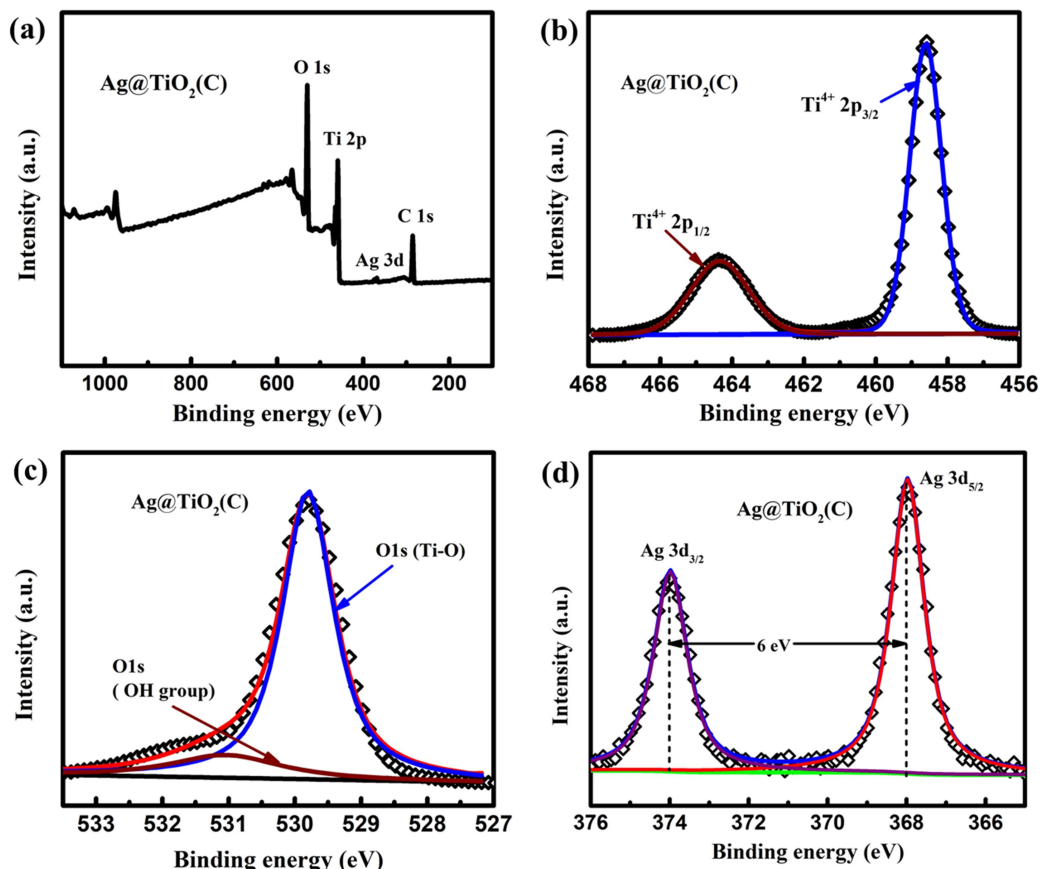 (a)
Ag@TiO₂(C)
O 1s
Ti 2p
C 1s
Ag 3d
Intensity (a.u.)
1000 800 600 400 200
Binding energy (eV)
(b)
Ag@TiO₂(C)
Ti⁴⁺ 2p₃/₂
Ti⁴⁺ 2p₁/₂
Intensity (a.u.)
468 466 464 462 460 458 456
Binding energy (eV)
(c)
Ag@TiO₂(C)
O1s (Ti-O)
O1s
( OH group)
Intensity (a.u.)
533 532 531 530 529 528 527
Binding energy (eV)
(d)
Ag 3d₅/₂
Ag@TiO₂(C)
Ag 3d₃/₂
6 eV
Intensity (a.u.)
376 374 372 370 368 366
Binding energy (eV)